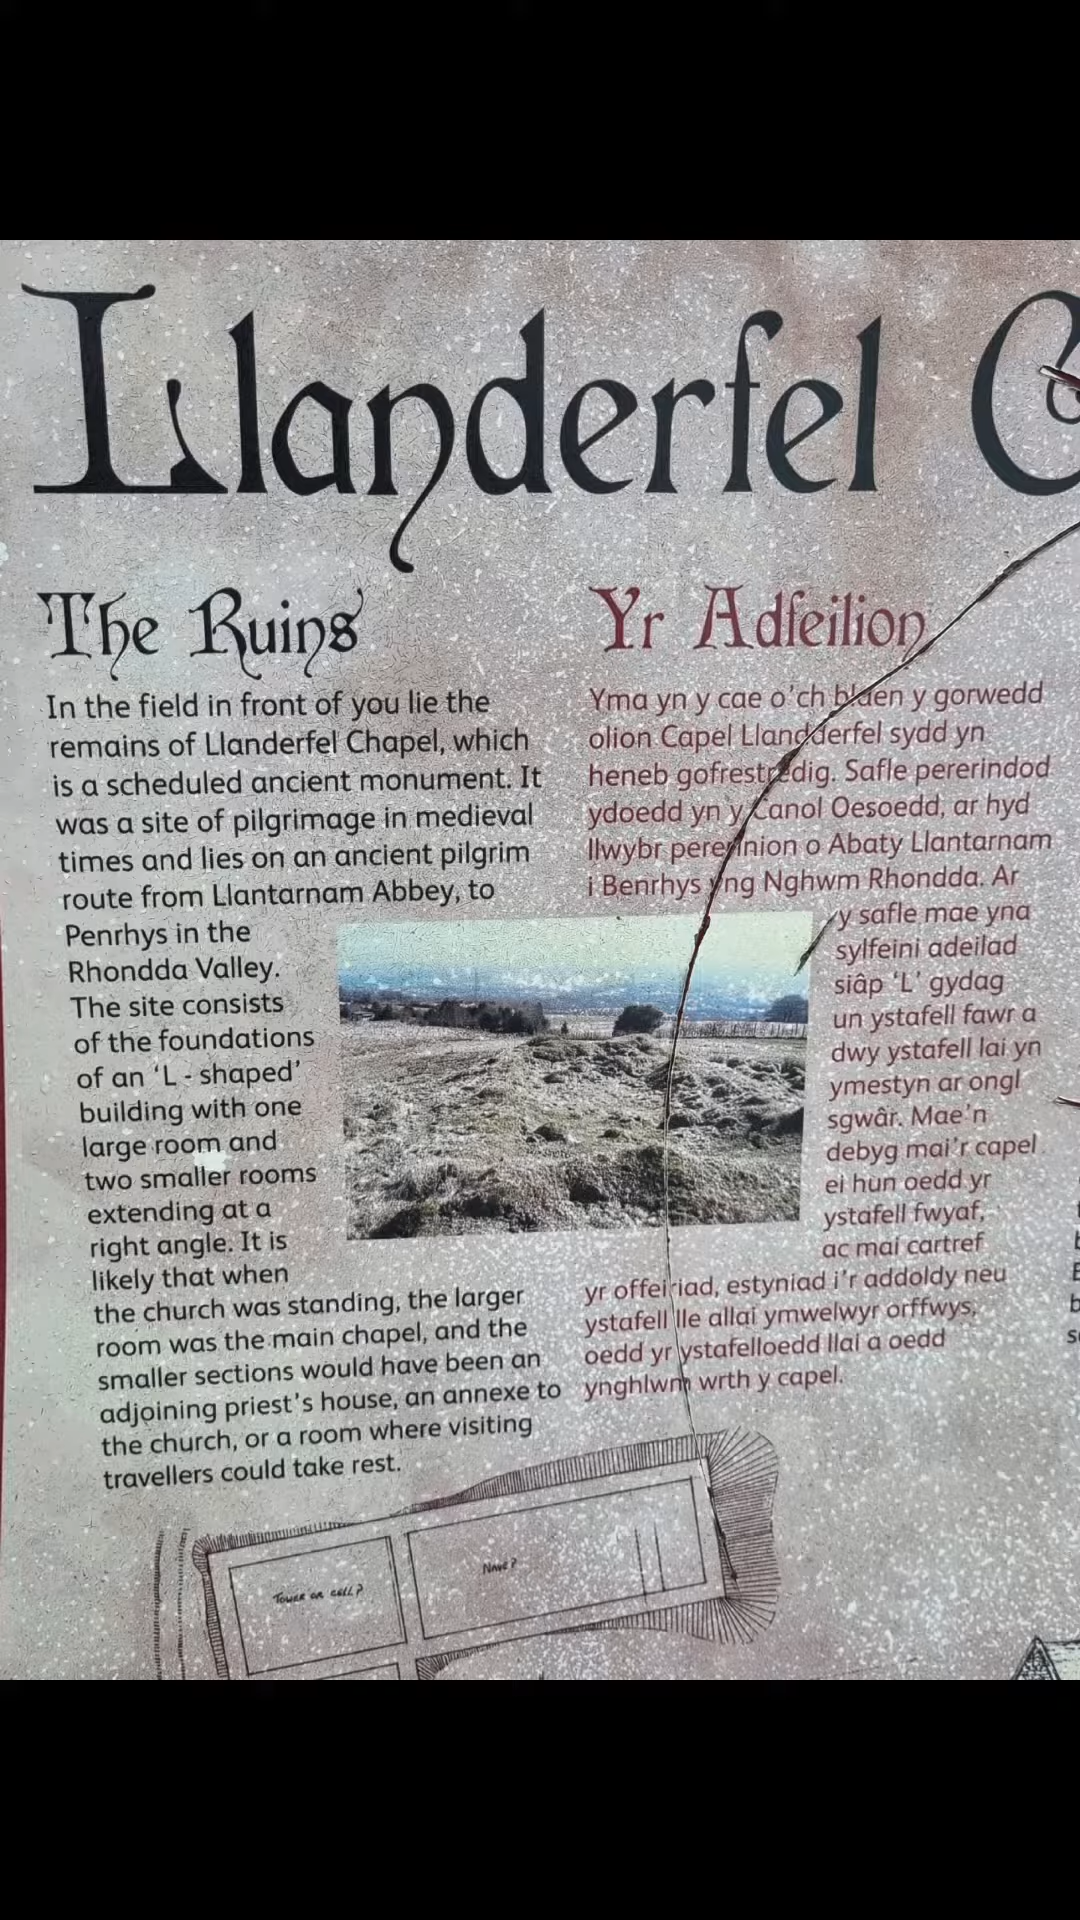 Llanderfel C
The Ruins
In the field in front of you lie the
remains of Llanderfel Chapel, which
is a scheduled ancient monument. It
was a site of pilgrimage in medieval
times and lies on an ancient pilgrim
route from Llantarnam Abbey, to
Penrhys in the
Rhondda Valley.
The site consists
of the foundations
of an ‘L - shaped’
building with one
large room and
two smaller rooms
extending at a
right angle. It is
likely that when
the church was standing, the larger
room was the main chapel, and the
smaller sections would have been an
adjoining priest's house, an annexe to
the church, or a room where visiting
travellers could take rest.
Yr Adfeilion
Yma yn y cae o'ch blaen y gorwedd
olion Capel Llandderfel sydd yn
heneb gofrestredig. Safle pererindod
ydoedd yn y Canol Oesoedd, ar hyd
llwybr pererinion o Abaty Llantarnam
i Benrhys yng Nghwm Rhondda. Ar
y safle mae yna
sylfeini adeilad
siâp ‘L’ gydag
un ystafell fawr a
dwy ystafell lai yn
ymestyn ar ongl
sgwâr. Mae'n
debyg mai'r capel
ei hun oedd yr
ystafell fwyaf,
ac mai cartref
yr offeiriad, estyniad i'r addoldy neu
ystafell lle allai ymwelwyr orffwys,
oedd yr ystafelloedd llai a oedd
ynghlwm wrth y capel.
Tower or cell?
Nave?